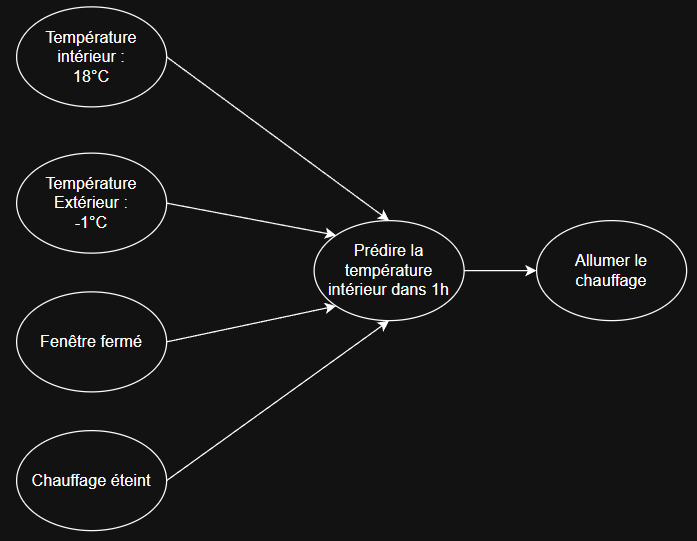 Température
intérieur :
18°C
Température
Extérieur :
-1°C
Fenêtre fermé
Chauffage éteint
Prédire la
température
intérieur dans 1h
Allumer le
chauffage